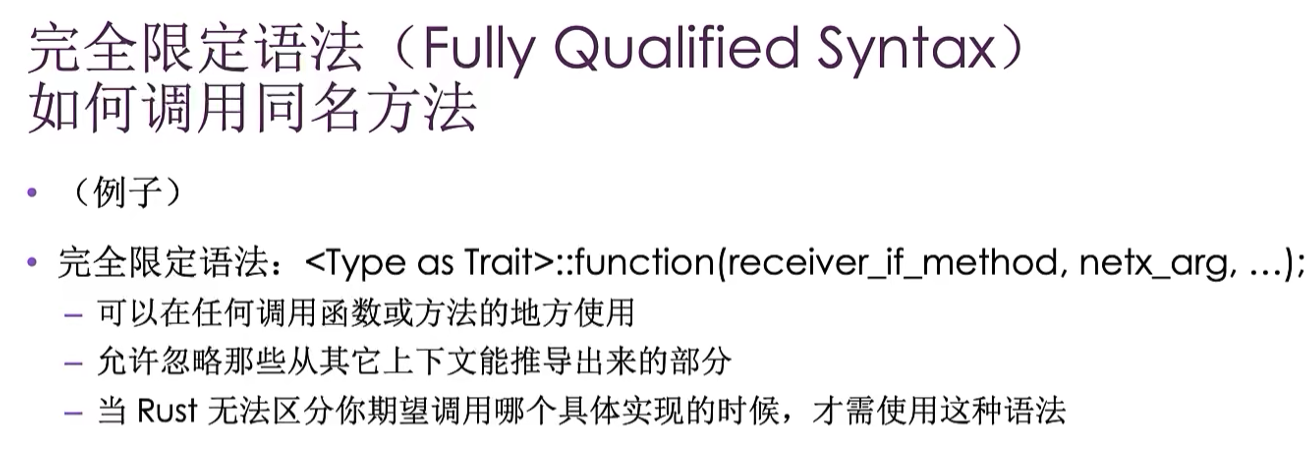 完全限定语法（Fully Qualified Syntax）
如何调用同名方法
• （例子）
• 完全限定语法：<Type as Trait>::function(receiver_if_method, netx_arg, …);
– 可以在任何调用函数或方法的地方使用
– 允许忽略那些从其它上下文能推导出来的部分
– 当 Rust 无法区分你期望调用哪个具体实现的时候，才需使用这种语法